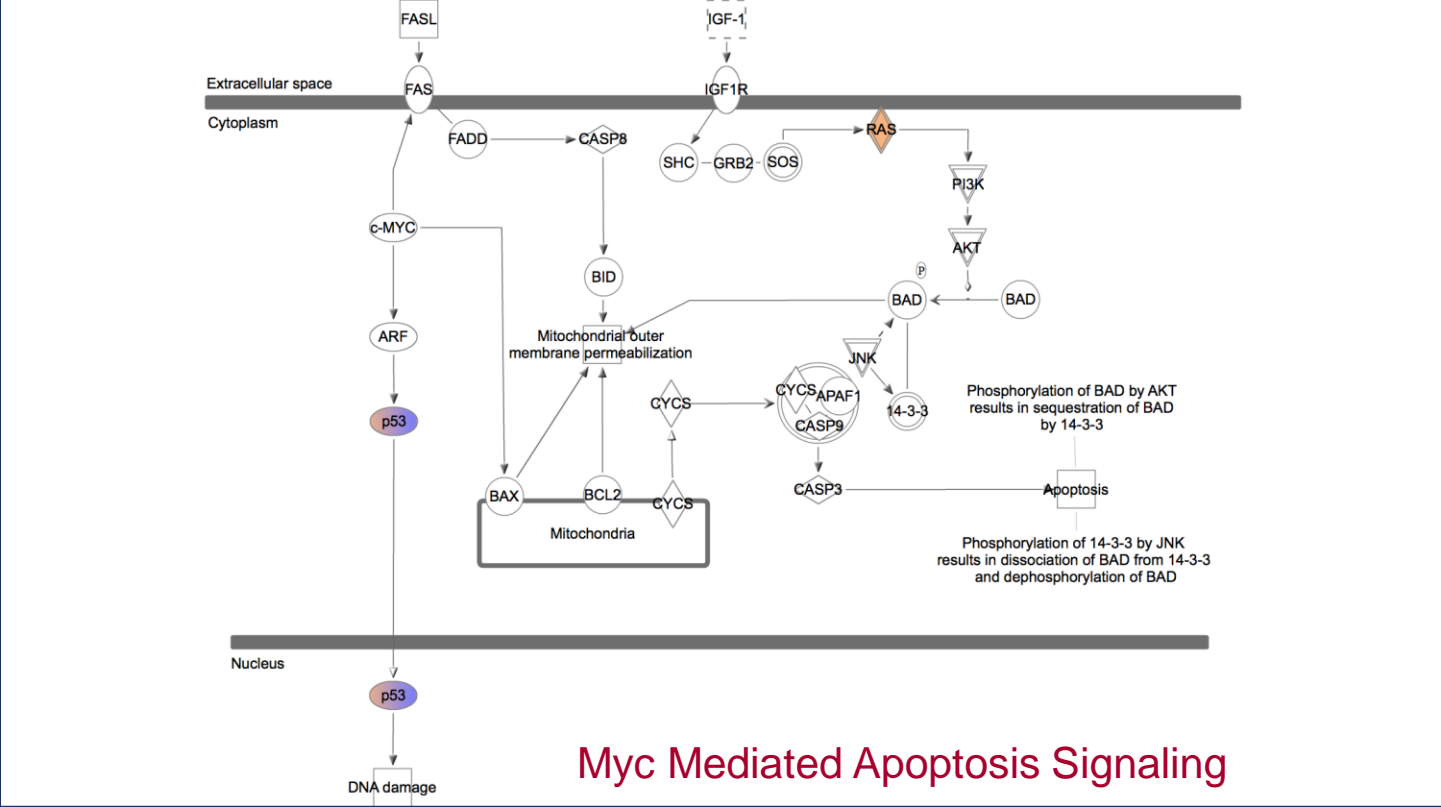 FASL
IGF-1
Extracellular space
FAS
IGF1R
Cytoplasm
FADD
CASP8
RAS
SHC
GRB2
SOS
PI3K
c-MYC
AKT
BID
P
BAD
BAD
ARF
Mitochondrial outer
membrane permeabilization
JNK
CYCS
CYCS
APAF1
14-3-3
CASP9
Phosphorylation of BAD by AKT
results in sequestration of BAD
by 14-3-3
p53
BAX
BCL2
CYCS
CASP3
Apoptosis
Mitochondria
Phosphorylation of 14-3-3 by JNK
results in dissociation of BAD from 14-3-3
and dephosphorylation of BAD
Nucleus
p53
DNA damage
Myc Mediated Apoptosis Signaling